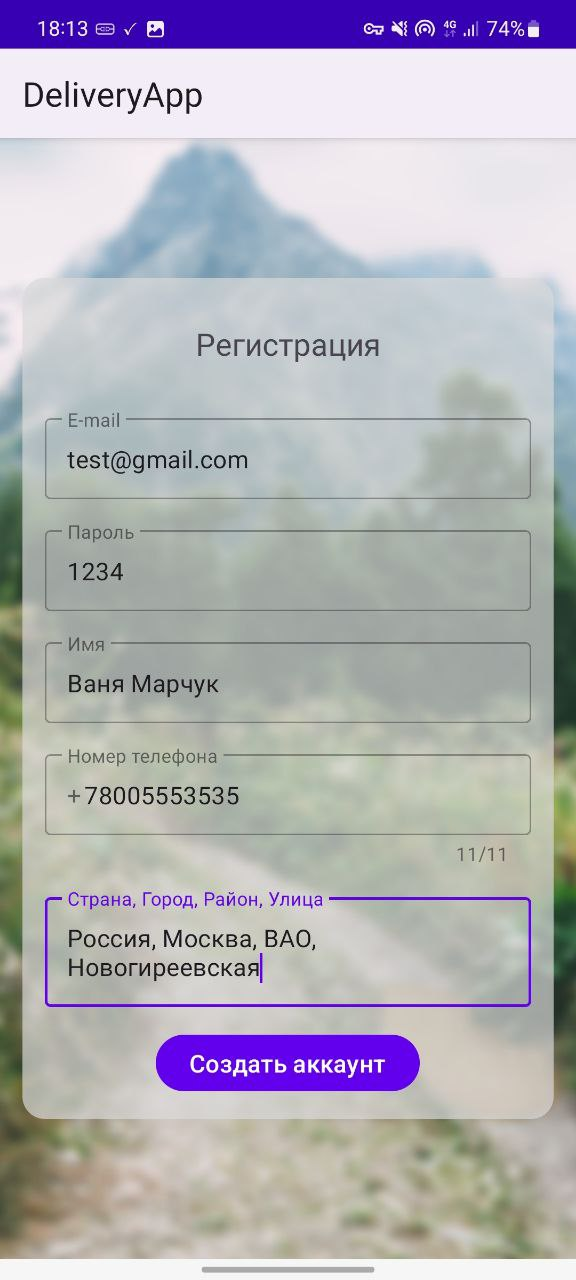 18:13 4G 74%
DeliveryApp
Регистрация
E-mail
test@gmail.com
Пароль
1234
Имя
Ваня Марчук
Номер телефона
+78005553535
11/11
Страна, Город, Район, Улица
Россия, Москва, ВАО,
Новогиреевская
Создать аккаунт